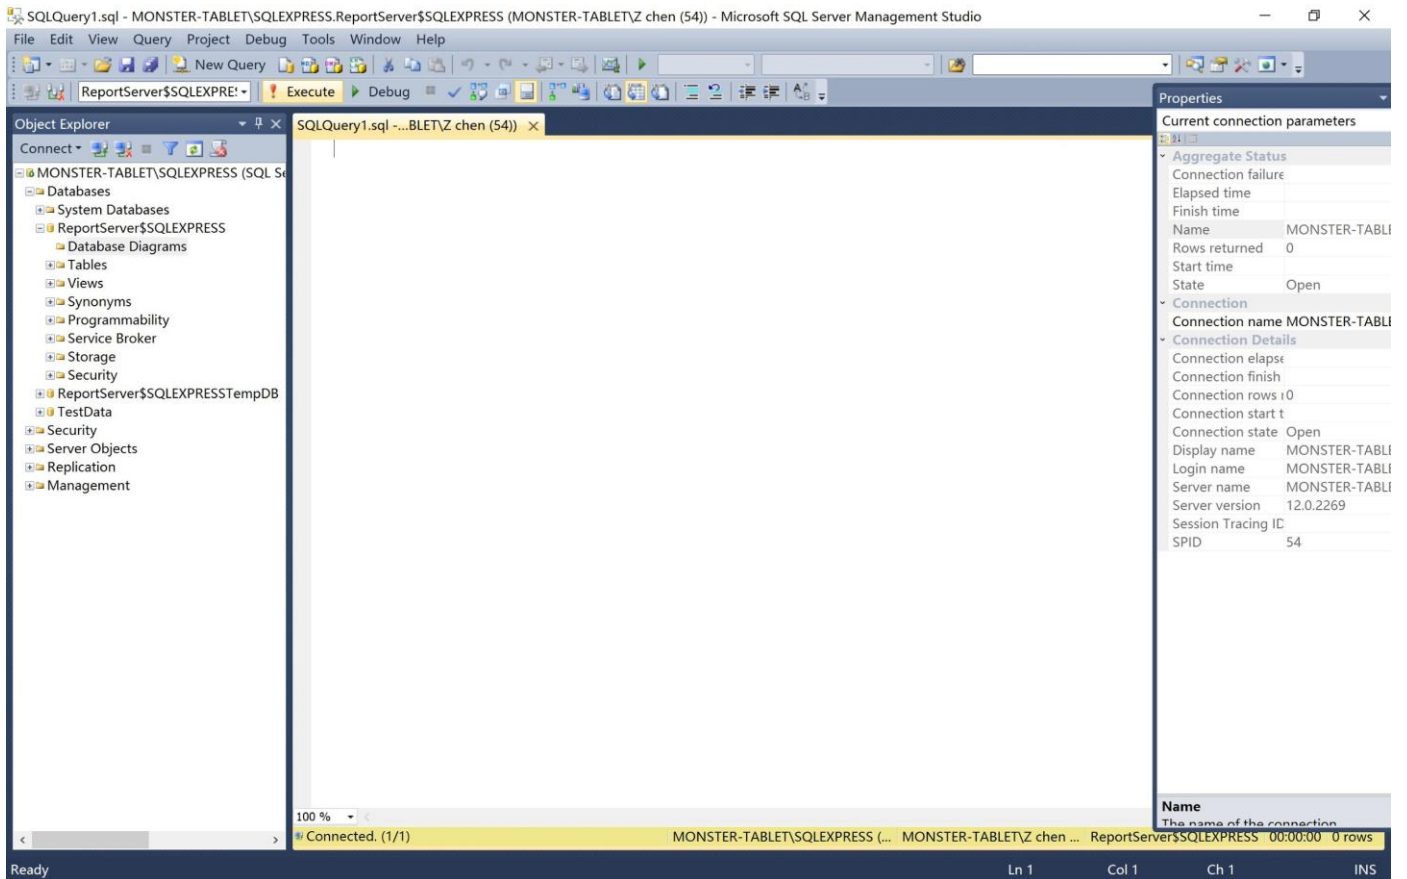 SQLQuery1.sql - MONSTER-TABLET\SQLEXPRESS.ReportServer$SQLEXPRESS (MONSTER-TABLET\Z chen (54)) - Microsoft SQL Server Management Studio
File Edit View Query Project Debug Tools Window Help
New Query
ReportServer$SQLEXPRE! Execute Debug
Object Explorer
Connect
MONSTER-TABLET\SQLEXPRESS (SQL Se
Databases
System Databases
ReportServer$SQLEXPRESS
Database Diagrams
Tables
Views
Synonyms
Programmability
Service Broker
Storage
Security
ReportServer$SQLEXPRESSTempDB
TestData
Security
Server Objects
Replication
Management
SQLQuery1.sql -...BLET\Z chen (54))
100 %
Connected. (1/1) MONSTER-TABLET\SQLEXPRESS (... MONSTER-TABLET\Z chen ... ReportServer$SQLEXPRESS 00:00:00 0 rows
Properties
Current connection parameters
Aggregate Status
Connection failure
Elapsed time
Finish time
Name MONSTER-TABLE
Rows returned 0
Start time
State Open
Connection
Connection name MONSTER-TABLE
Connection Details
Connection elapse
Connection finish
Connection rows r 0
Connection start t
Connection state Open
Display name MONSTER-TABLE
Login name MONSTER-TABLE
Server name MONSTER-TABLE
Server version 12.0.2269
Session Tracing ID
SPID 54
Name
The name of the connection
Ready Ln 1 Col 1 Ch 1 INS